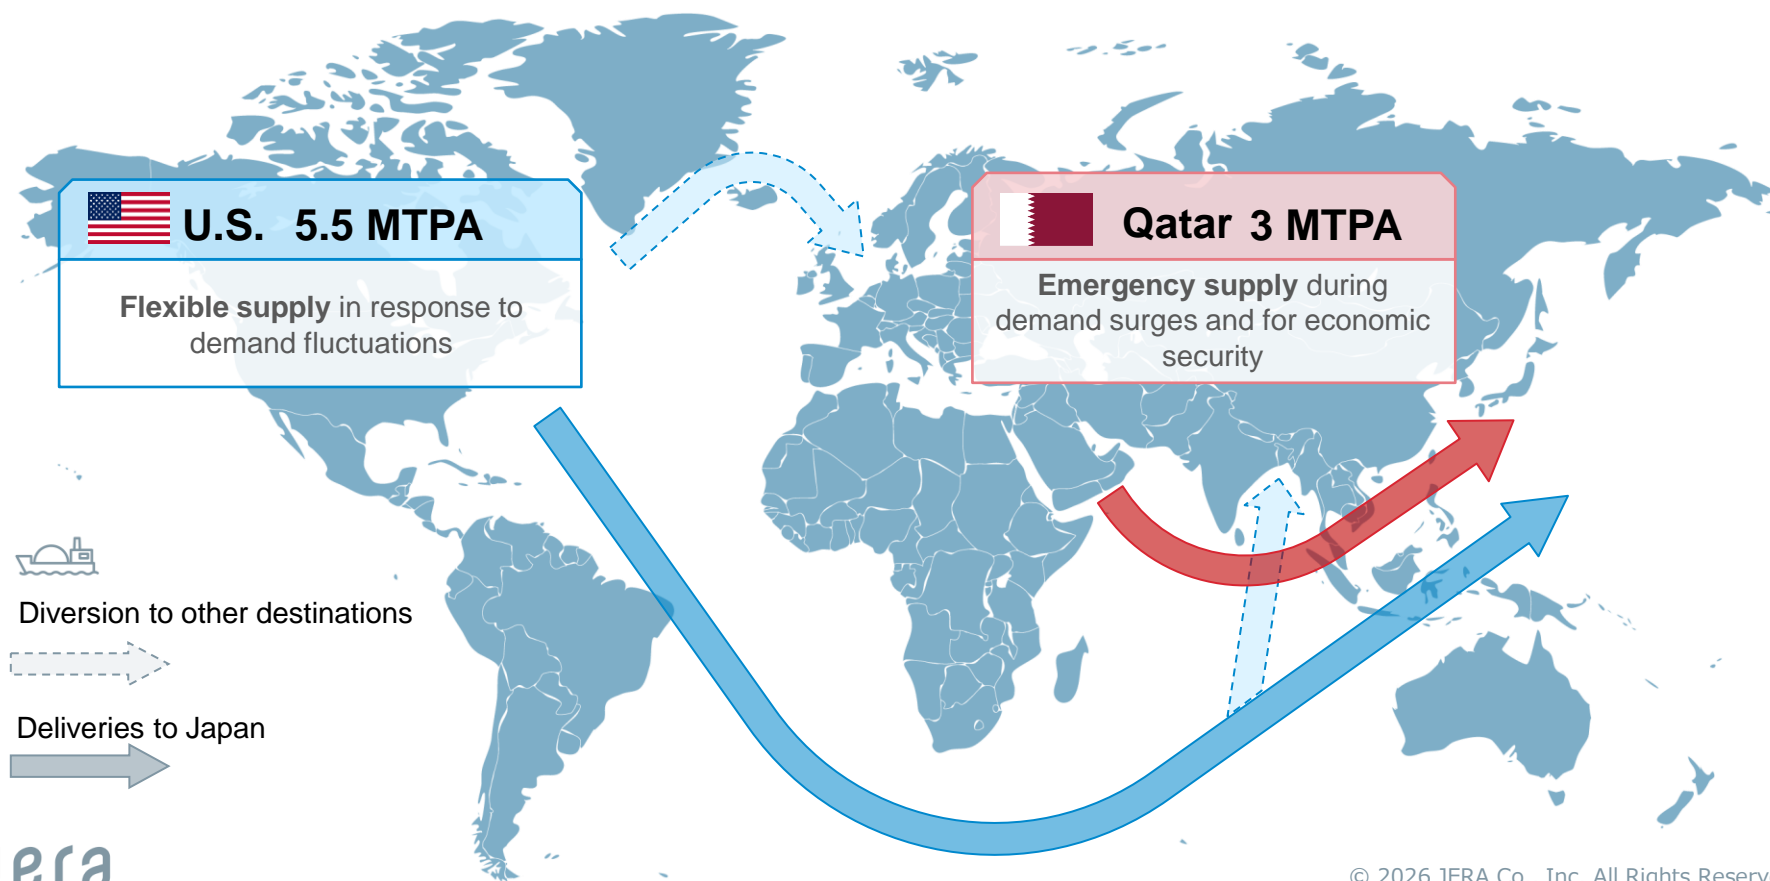 U.S. 5.5 MTPA
Flexible supply in response to
demand fluctuations
Qatar 3 MTPA
Emergency supply during
demand surges and for economic
security
Diversion to other destinations
Deliveries to Japan
era
© 2026 JERA Co., Inc. All Rights